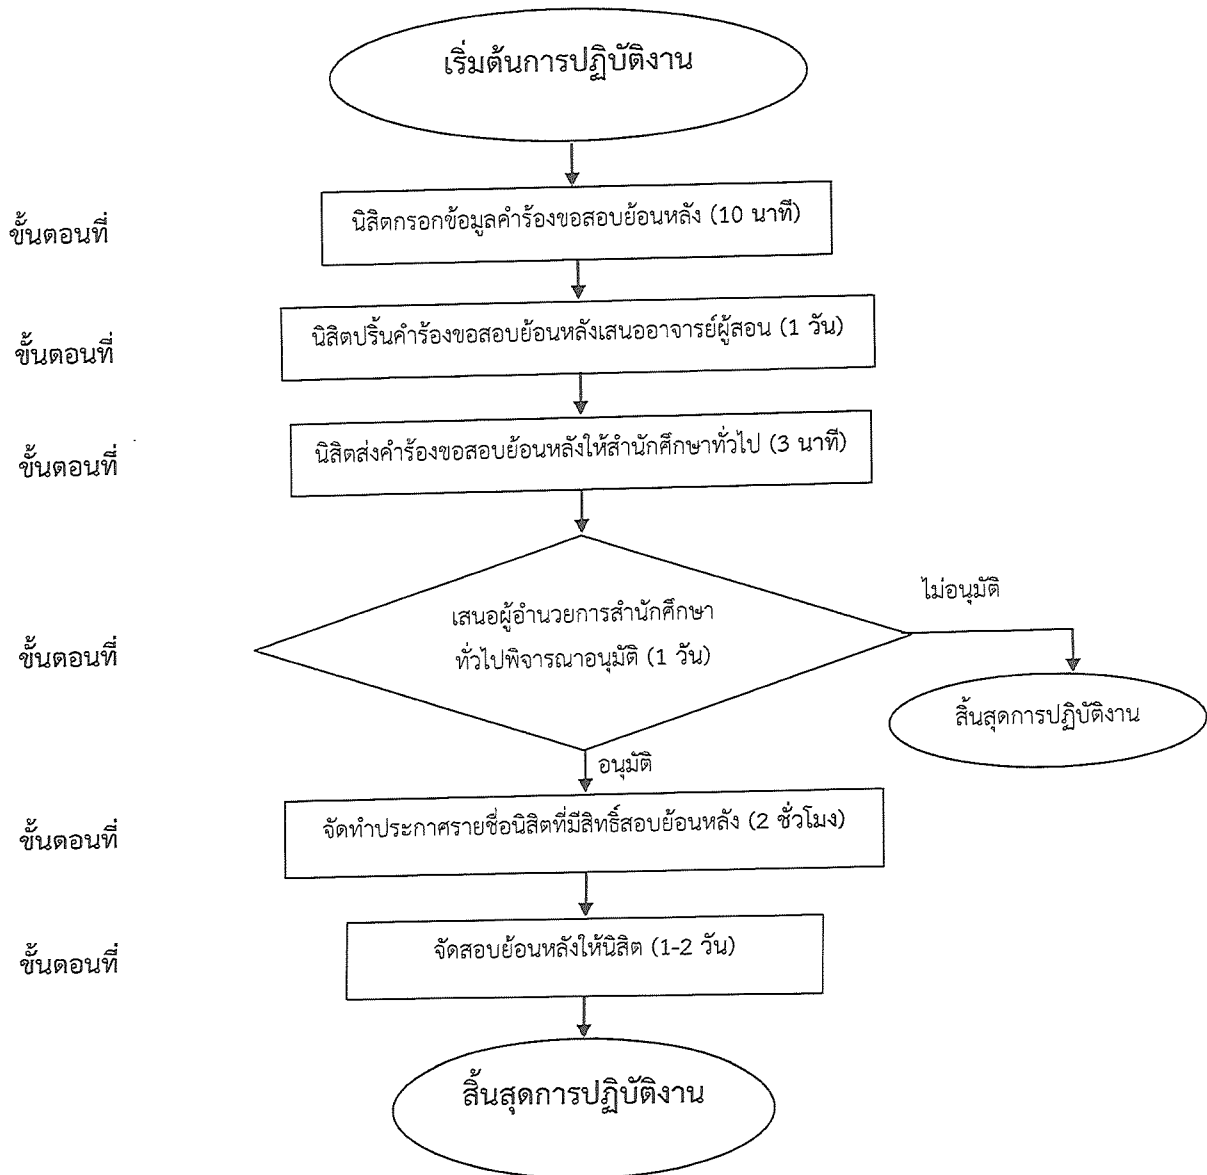 เริ่มต้นการปฏิบัติงาน
ขั้นตอนที่
นิสิตกรอกข้อมูลคำร้องขอสอบย้อนหลัง (10 นาที)
ขั้นตอนที่
นิสิตปริ้นคำร้องขอสอบย้อนหลังเสนออาจารย์ผู้สอน (1 วัน)
ขั้นตอนที่
นิสิตส่งคำร้องขอสอบย้อนหลังให้สำนักศึกษาทั่วไป (3 นาที)
ขั้นตอนที่
เสนอผู้อำนวยการสำนักศึกษา
ทั่วไปพิจารณาอนุมัติ (1 วัน)
ไม่อนุมัติ
สิ้นสุดการปฏิบัติงาน
อนุมัติ
ขั้นตอนที่
จัดทำประกาศรายชื่อนิสิตที่มีสิทธิ์สอบย้อนหลัง (2 ชั่วโมง)
ขั้นตอนที่
จัดสอบย้อนหลังให้นิสิต (1-2 วัน)
สิ้นสุดการปฏิบัติงาน